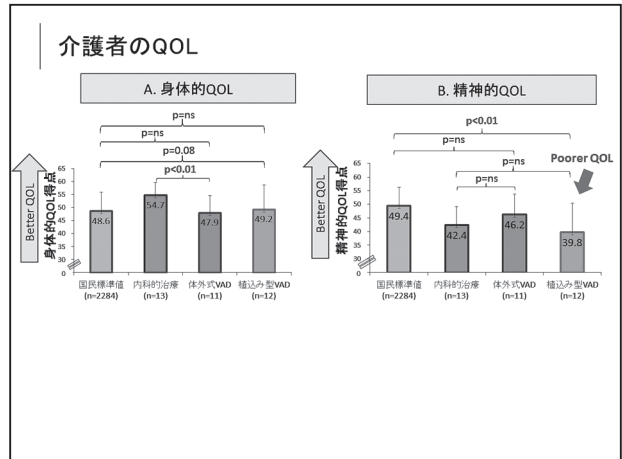 介護者のQOL
A. 身体的QOL
p=ns
p=ns
p=0.08
p<0.01
Better QOL
身体的QOL得点
65
60
55
50
45
40
35
30
0
48.6
54.7
47.9
49.2
国民標準値 内科的治療 体外式VAD 植込み型VAD
(n=2284) (n=13) (n=11) (n=12)
B. 精神的QOL
p<0.01
p=ns
p=ns
p=ns
Poorer QOL
Better QOL
精神的QOL得点
65
60
55
50
45
40
35
30
0
49.4
42.4
46.2
39.8
国民標準値 内科的治療 体外式VAD 植込み型VAD
(n=2284) (n=13) (n=11) (n=12)